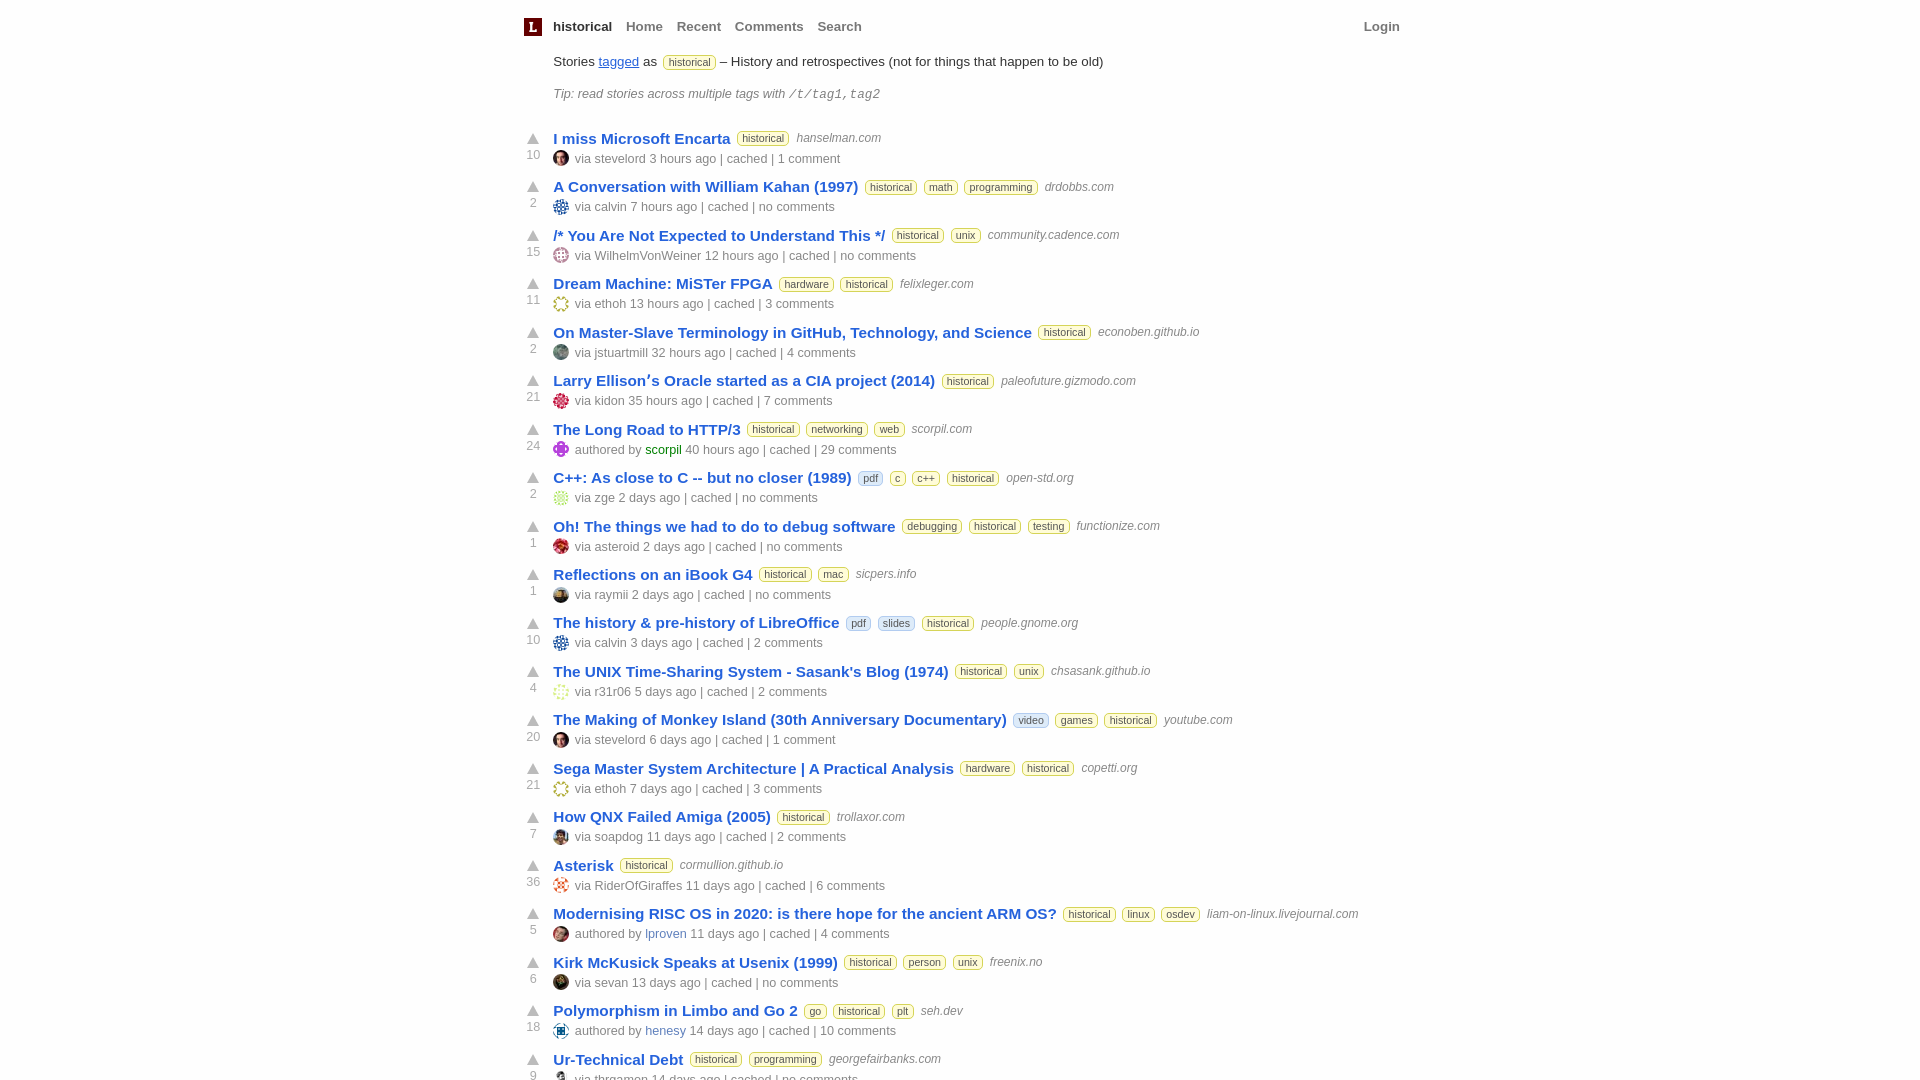 L historical Home Recent Comments Search Login
Stories tagged as historical – History and retrospectives (not for things that happen to be old)
Tip: read stories across multiple tags with /t/tag1,tag2
I miss Microsoft Encarta historical hanselman.com
10 via stevelord 3 hours ago | cached | 1 comment
A Conversation with William Kahan (1997) historical math programming drdobbs.com
2 via calvin 7 hours ago | cached | no comments
/* You Are Not Expected to Understand This */ historical unix community.cadence.com
15 via WilhelmVonWeiner 12 hours ago | cached | no comments
Dream Machine: MiSTer FPGA hardware historical felixleger.com
11 via ethoh 13 hours ago | cached | 3 comments
On Master-Slave Terminology in GitHub, Technology, and Science historical econoben.github.io
2 via jstuartmill 32 hours ago | cached | 4 comments
Larry Ellisonʼs Oracle started as a CIA project (2014) historical paleofuture.gizmodo.com
21 via kidon 35 hours ago | cached | 7 comments
The Long Road to HTTP/3 historical networking web scorpil.com
24 authored by scorpil 40 hours ago | cached | 29 comments
C++: As close to C -- but no closer (1989) pdf c c++ historical open-std.org
2 via zge 2 days ago | cached | no comments
Oh! The things we had to do to debug software debugging historical testing functionize.com
1 via asteroid 2 days ago | cached | no comments
Reflections on an iBook G4 historical mac sicpers.info
1 via raymii 2 days ago | cached | no comments
The history & pre-history of LibreOffice pdf slides historical people.gnome.org
10 via calvin 3 days ago | cached | 2 comments
The UNIX Time-Sharing System - Sasank's Blog (1974) historical unix chsasank.github.io
4 via r31r06 5 days ago | cached | 2 comments
The Making of Monkey Island (30th Anniversary Documentary) video games historical youtube.com
20 via stevelord 6 days ago | cached | 1 comment
Sega Master System Architecture | A Practical Analysis hardware historical copetti.org
21 via ethoh 7 days ago | cached | 3 comments
How QNX Failed Amiga (2005) historical trollaxor.com
7 via soapdog 11 days ago | cached | 2 comments
Asterisk historical cormullion.github.io
36 via RiderOfGiraffes 11 days ago | cached | 6 comments
Modernising RISC OS in 2020: is there hope for the ancient ARM OS? historical linux osdev liam-on-linux.livejournal.com
5 authored by lproven 11 days ago | cached | 4 comments
Kirk McKusick Speaks at Usenix (1999) historical person unix freenix.no
6 via sevan 13 days ago | cached | no comments
Polymorphism in Limbo and Go 2 go historical plt seh.dev
18 authored by henesy 14 days ago | cached | 10 comments
Ur-Technical Debt historical programming georgefairbanks.com
9 via thrgamon 14 days ago | cached | no comments